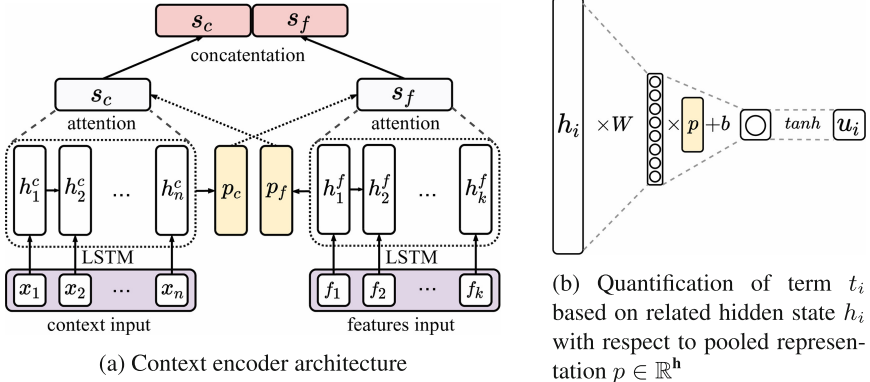 s_c s_f
concatentation
s_c s_f
attention attention
h_1^c h_2^c ... h_n^c p_c p_f h_1^f h_2^f ... h_k^f
LSTM LSTM
x_1 x_2 ... x_n f_1 f_2 ... f_k
context input features input
(a) Context encoder architecture
h_i ×W × p +b tanh u_i
(b) Quantification of term t_i
based on related hidden state h_i
with respect to pooled represen-
tation p ∈ ℝ^h